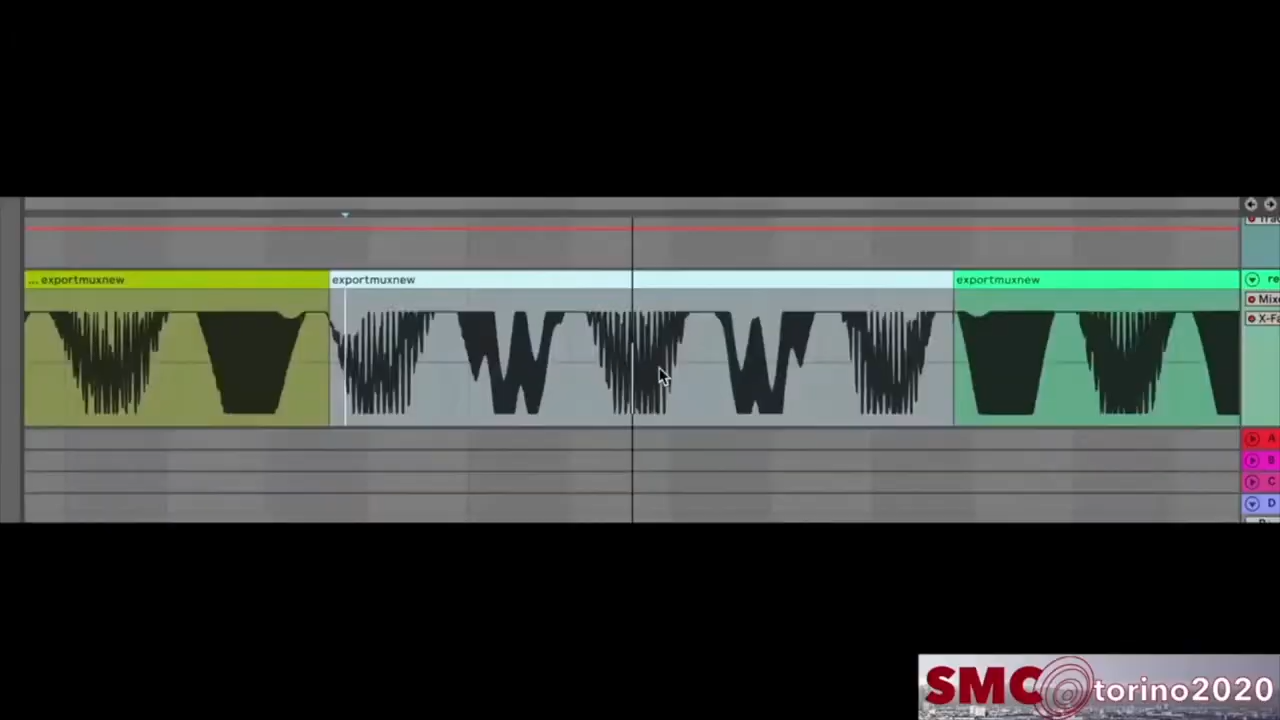 ... exportmuxnew
exportmuxnew
exportmuxnew
A
B
C
D
SMC torino2020